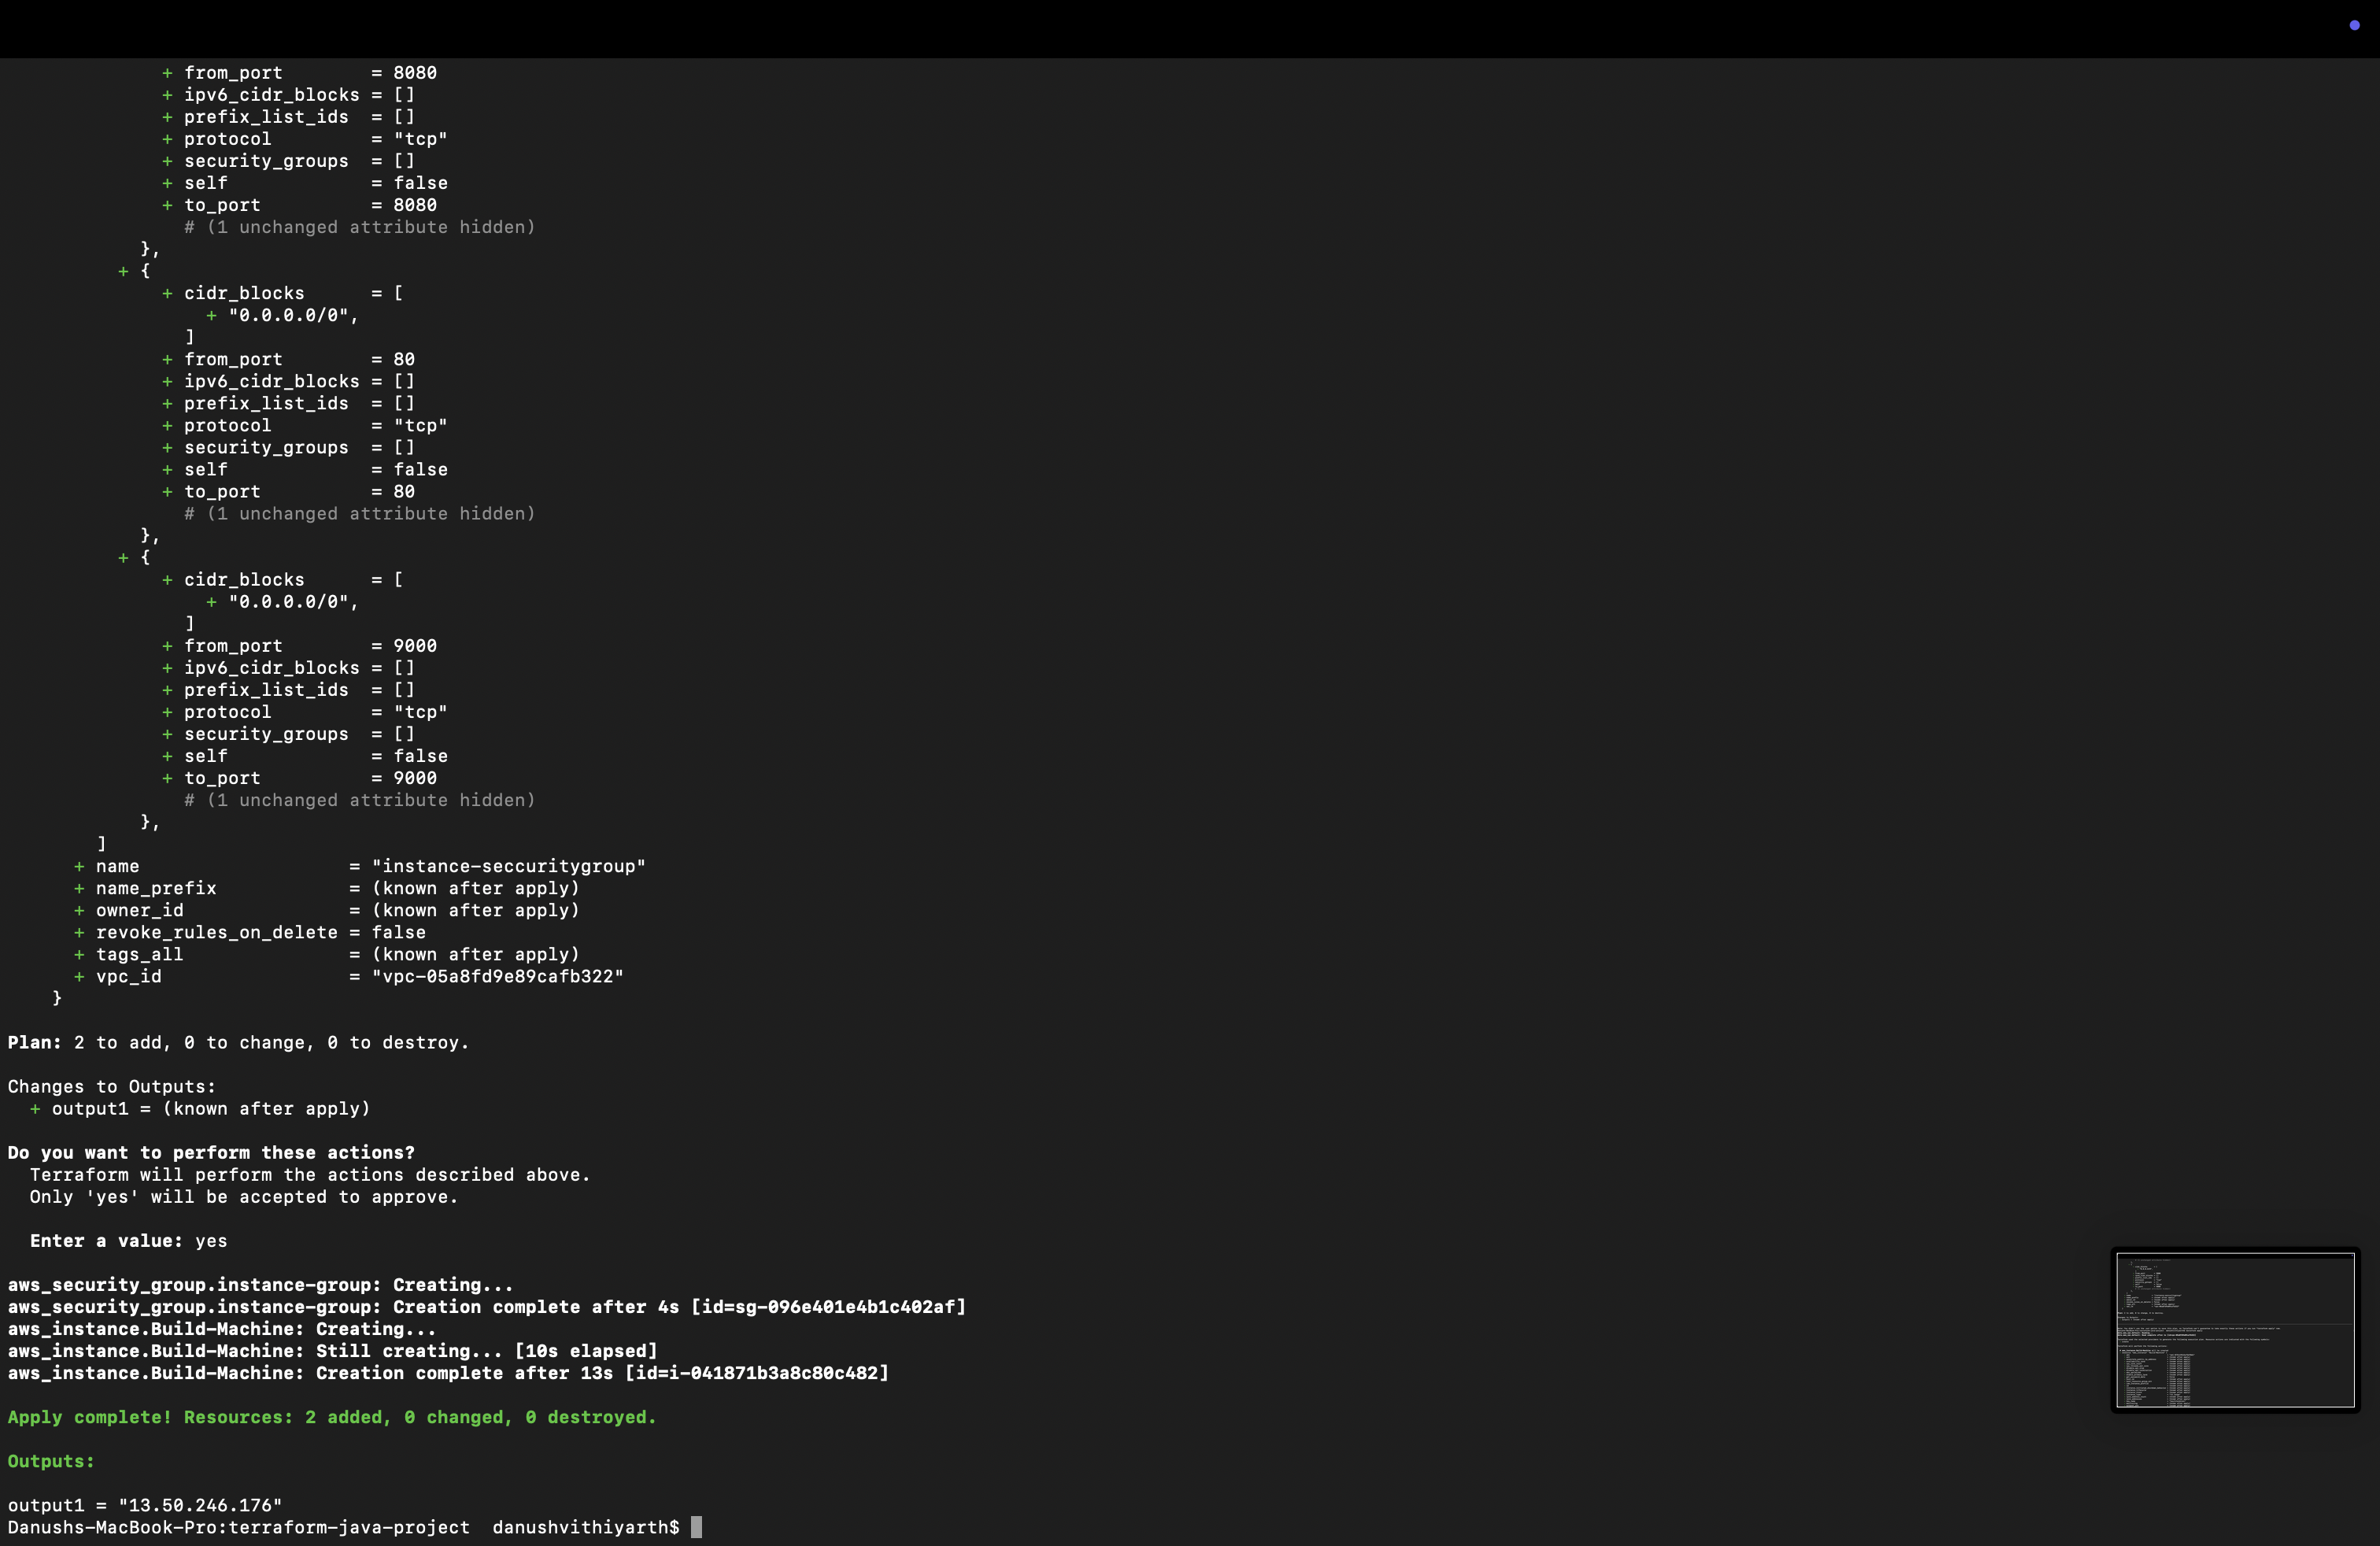 + from_port        = 8080
+ ipv6_cidr_blocks = []
+ prefix_list_ids  = []
+ protocol         = "tcp"
+ security_groups  = []
+ self             = false
+ to_port          = 8080
# (1 unchanged attribute hidden)
},
+ {
+ cidr_blocks      = [
+ "0.0.0.0/0",
]
+ from_port        = 80
+ ipv6_cidr_blocks = []
+ prefix_list_ids  = []
+ protocol         = "tcp"
+ security_groups  = []
+ self             = false
+ to_port          = 80
# (1 unchanged attribute hidden)
},
+ {
+ cidr_blocks      = [
+ "0.0.0.0/0",
]
+ from_port        = 9000
+ ipv6_cidr_blocks = []
+ prefix_list_ids  = []
+ protocol         = "tcp"
+ security_groups  = []
+ self             = false
+ to_port          = 9000
# (1 unchanged attribute hidden)
},
]
+ name                   = "instance-seccuritygroup"
+ name_prefix            = (known after apply)
+ owner_id               = (known after apply)
+ revoke_rules_on_delete = false
+ tags_all               = (known after apply)
+ vpc_id                 = "vpc-05a8fd9e89cafb322"
}
Plan: 2 to add, 0 to change, 0 to destroy.
Changes to Outputs:
+ output1 = (known after apply)
Do you want to perform these actions?
Terraform will perform the actions described above.
Only 'yes' will be accepted to approve.
Enter a value: yes
aws_security_group.instance-group: Creating...
aws_security_group.instance-group: Creation complete after 4s [id=sg-096e401e4b1c402af]
aws_instance.Build-Machine: Creating...
aws_instance.Build-Machine: Still creating... [10s elapsed]
aws_instance.Build-Machine: Creation complete after 13s [id=i-041871b3a8c80c482]
Apply complete! Resources: 2 added, 0 changed, 0 destroyed.
Outputs:
output1 = "13.50.246.176"
Danushs-MacBook-Pro:terraform-java-project  danushvithiyarth$